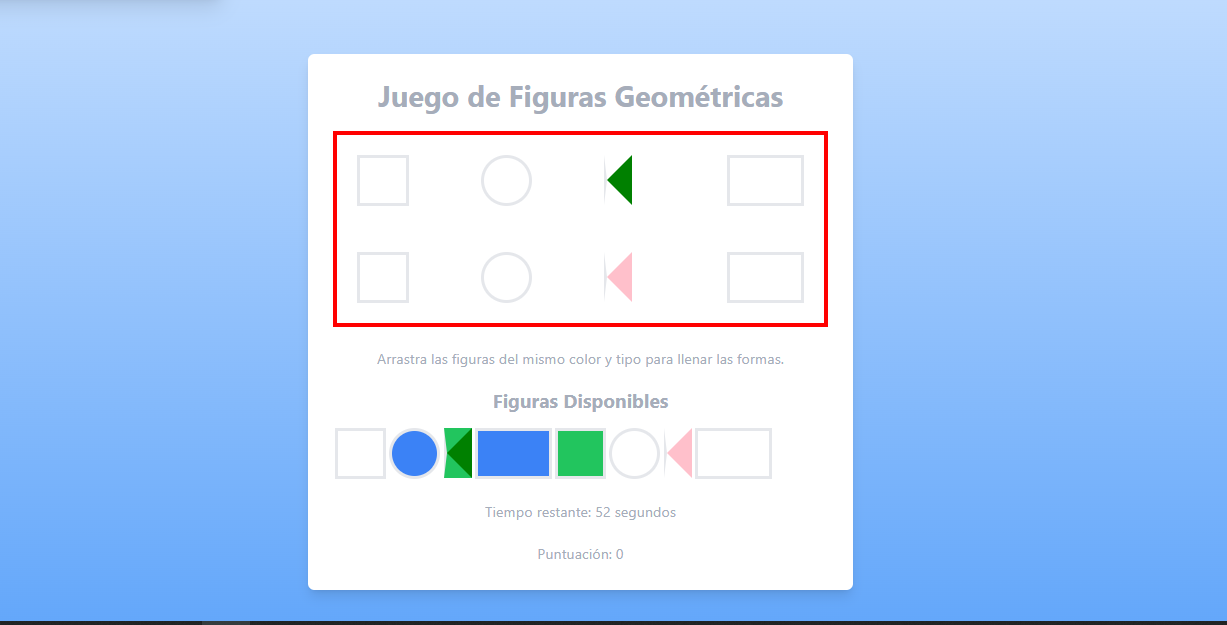 Juego de Figuras Geométricas
Arrastra las figuras del mismo color y tipo para llenar las formas.
Figuras Disponibles
Tiempo restante: 52 segundos
Puntuación: 0